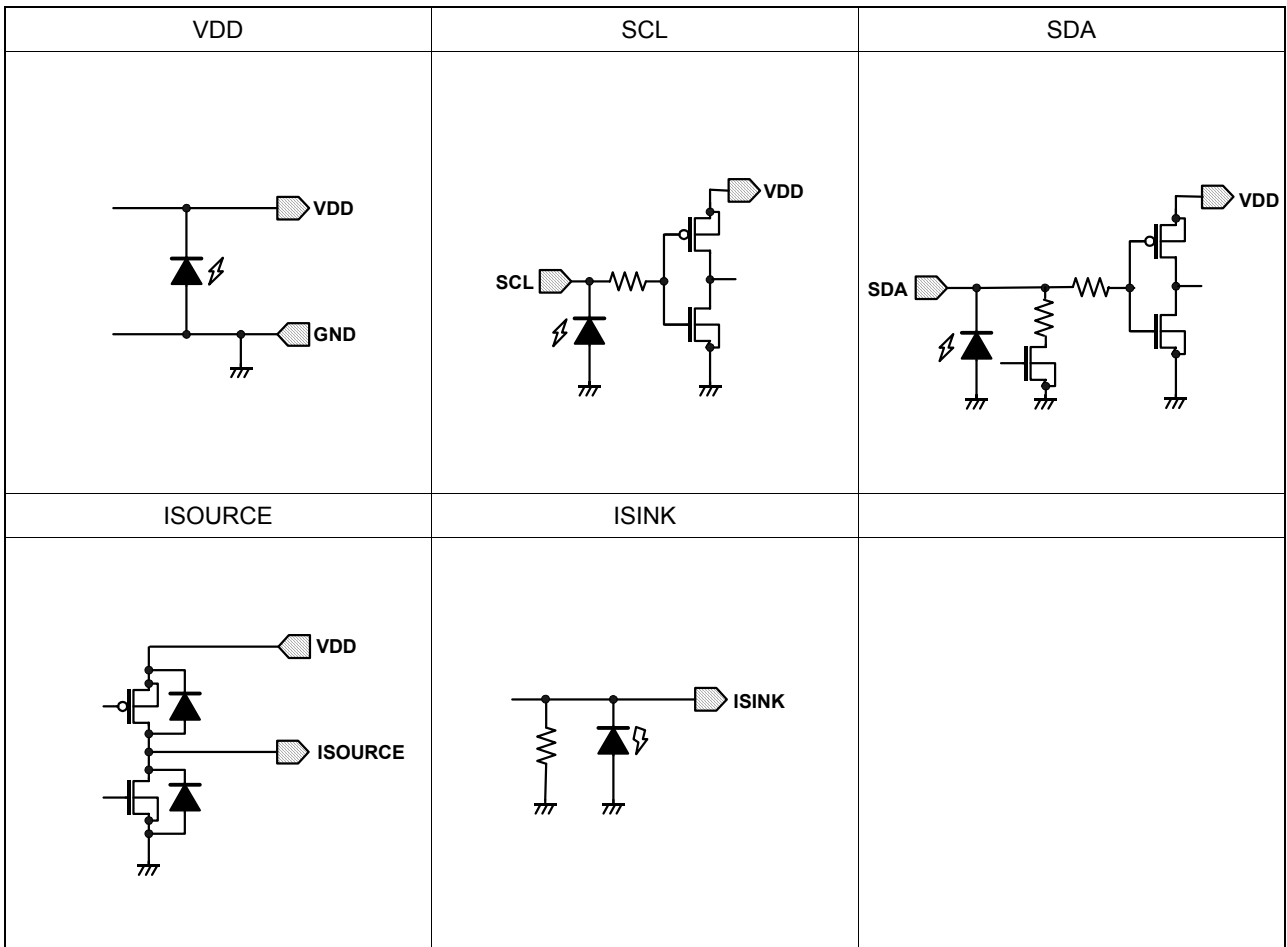 VDD SCL SDA
VDD
GND
SCL
VDD
SDA
VDD
ISOURCE ISINK
VDD
ISOURCE
ISINK